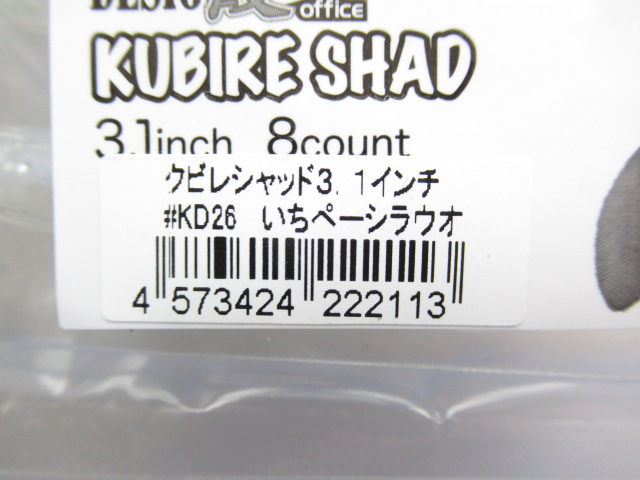 office
KUBIRE SHAD
3.1inch 8count
クビレシャッド3.1インチ
#KD26 いちペーシラウオ
4 573424 222113